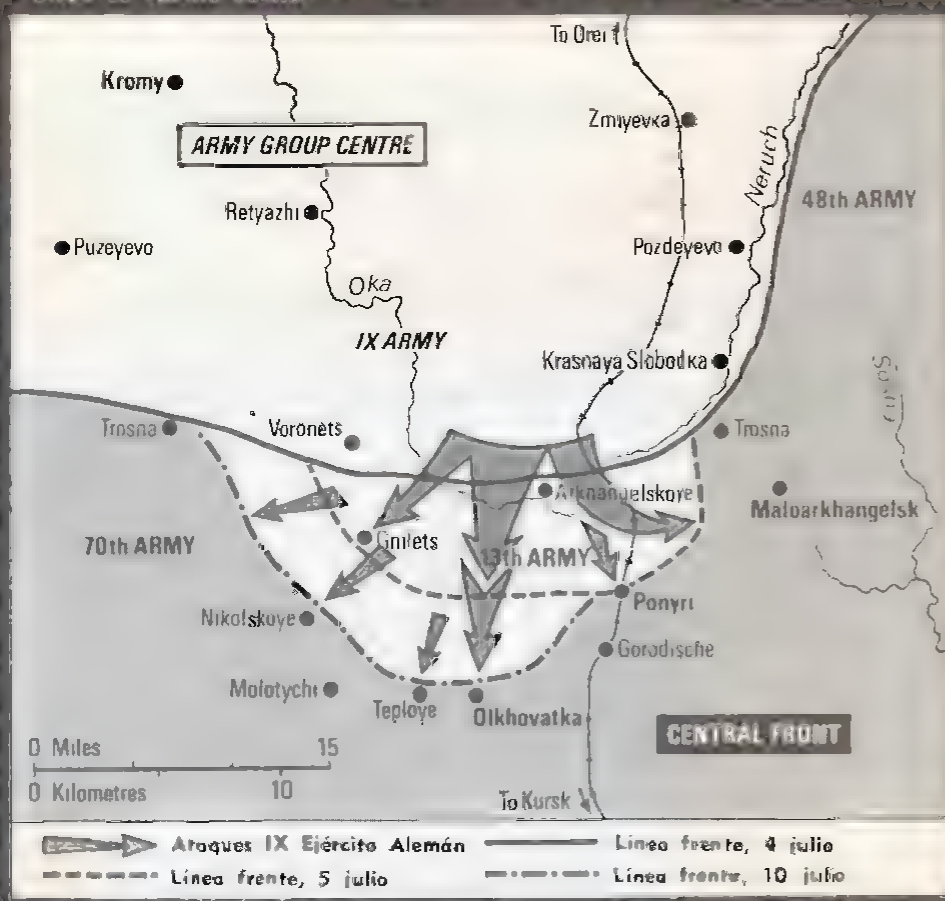 To Orel
Kromy
Zmiyevka
ARMY GROUP CENTRE
Neruch
48th ARMY
Retyazhi
Puzeyevo
Pozdeyevo
Oka
IX ARMY
Krasnaya Slobodka
Trosna
Voronets
Trosna
Arkhangelskoye
Maloarkhangelsk
70th ARMY
Gnilets
13th ARMY
Ponyri
Nikolskoye
Gorodische
Molotychi
Teploye
Olkhovatka
CENTRAL FRONT
0 Miles 15
0 Kilometres 10
To Kursk
Ataques IX Ejército Alemán
Línea frente, 4 julio
Línea frente, 5 julio
Línea frente, 10 julio